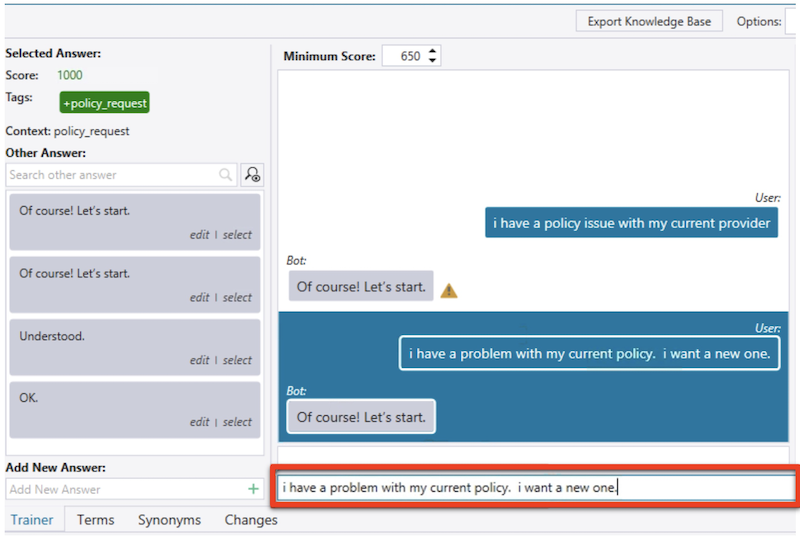 Export Knowledge Base
Options:
Selected Answer:
Score: 1000
Tags: +policy_request
Context: policy_request
Other Answer:
Search other answer
Of course! Let's start.
edit | select
Of course! Let's start.
edit | select
Understood.
edit | select
OK.
edit | select
Add New Answer:
Add New Answer +
Minimum Score: 650
User:
i have a policy issue with my current provider
Bot:
Of course! Let's start.
User:
i have a problem with my current policy.  i want a new one.
Bot:
Of course! Let's start.
i have a problem with my current policy.  i want a new one.
Trainer Terms Synonyms Changes